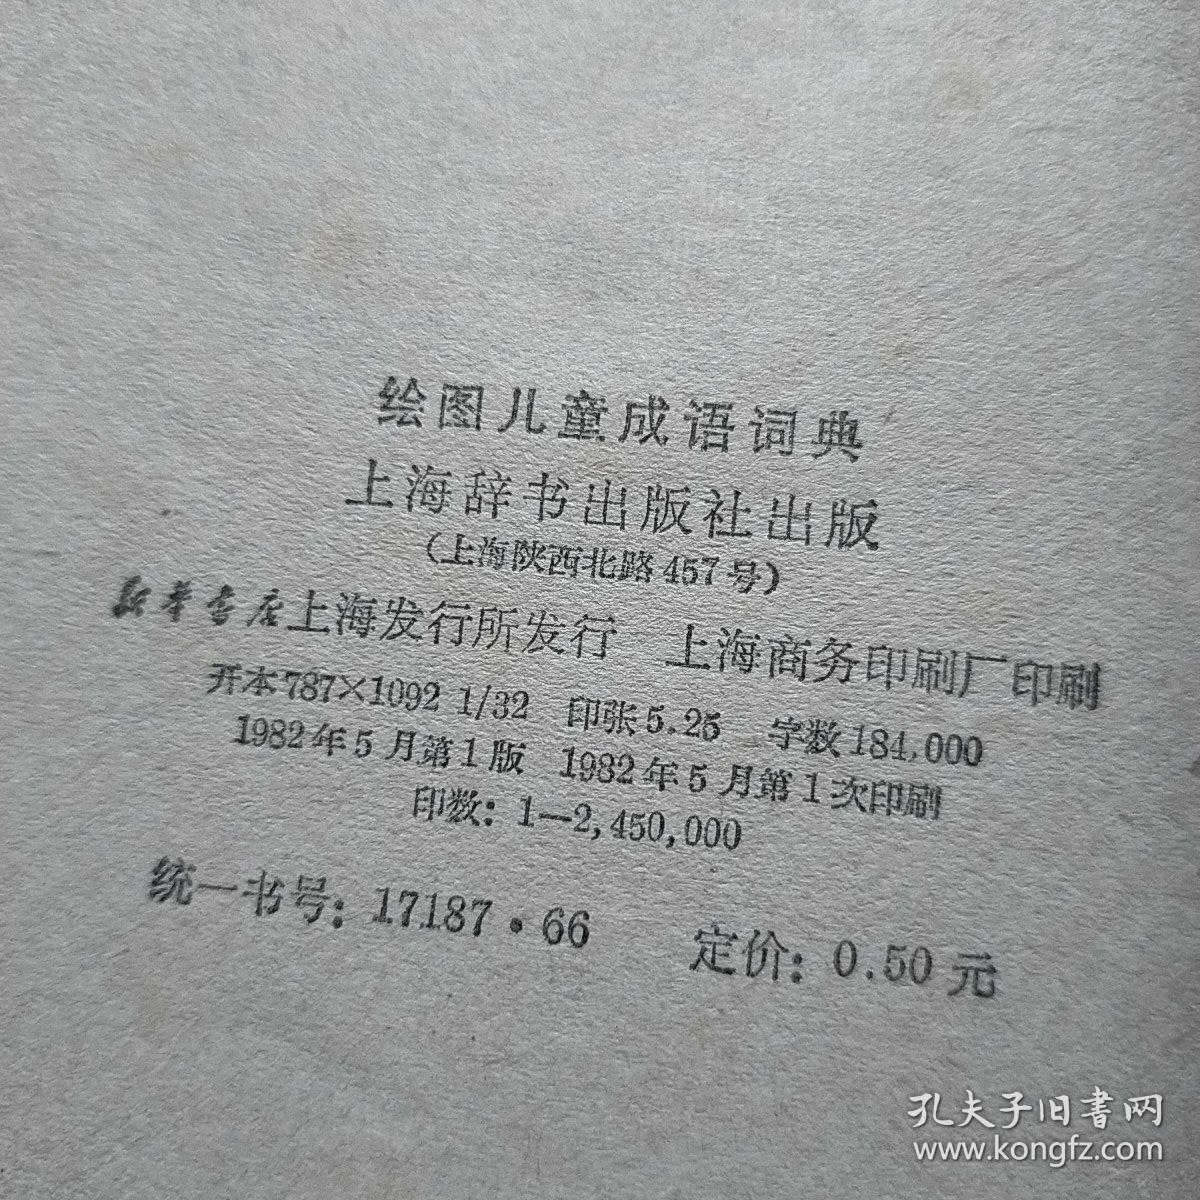 绘图儿童成语词典
上海辞书出版社出版
(上海陕西北路457号)
新华书店上海发行所发行 上海商务印刷厂印刷
开本787×1092 1/32 印张5.25 字数184,000
1982年5月第1版 1982年5月第1次印刷
印数:1—2,450,000
统一书号:17187·66 定价:0.50元
孔夫子旧書网
www.kongfz.com